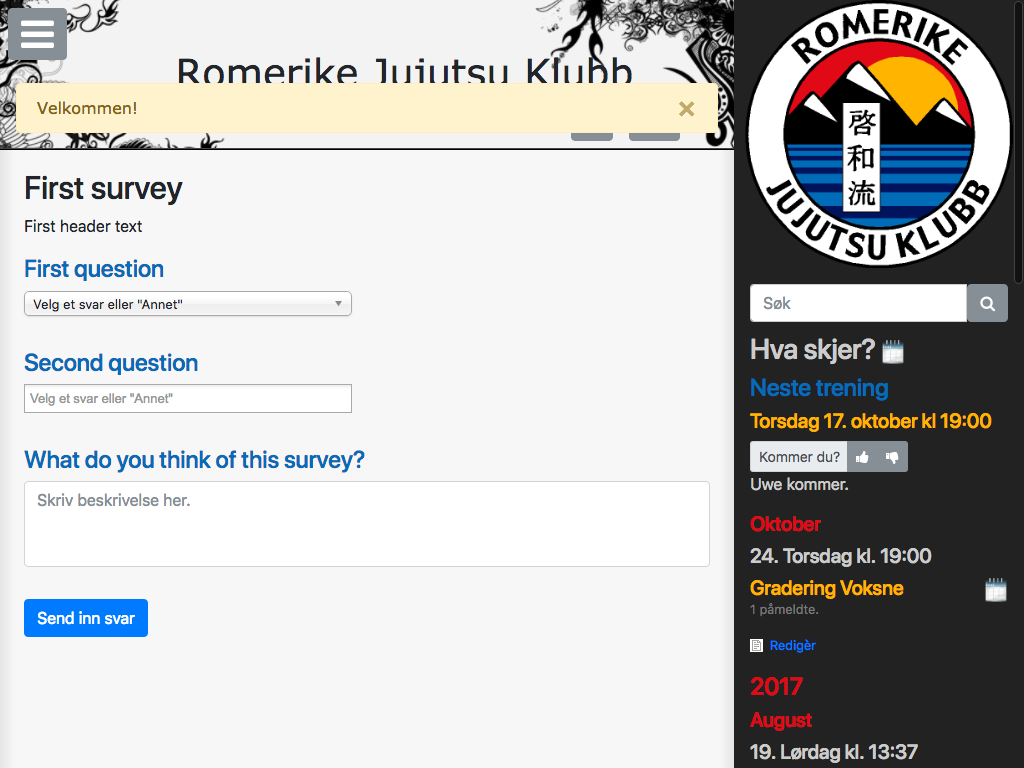 Romerike Jujutsu Klubb
Velkommen!
×
First survey
First header text
First question
Velg et svar eller "Annet"
Second question
Velg et svar eller "Annet"
What do you think of this survey?
Skriv beskrivelse her.
Send inn svar
ROMERIKE
啓和流
JUJUTSU KLUBB
Søk
Hva skjer?
Neste trening
Torsdag 17. oktober kl 19:00
Kommer du?
Uwe kommer.
Oktober
24. Torsdag kl. 19:00
Gradering Voksne
1 påmeldte.
Redigèr
2017
August
19. Lørdag kl. 13:37